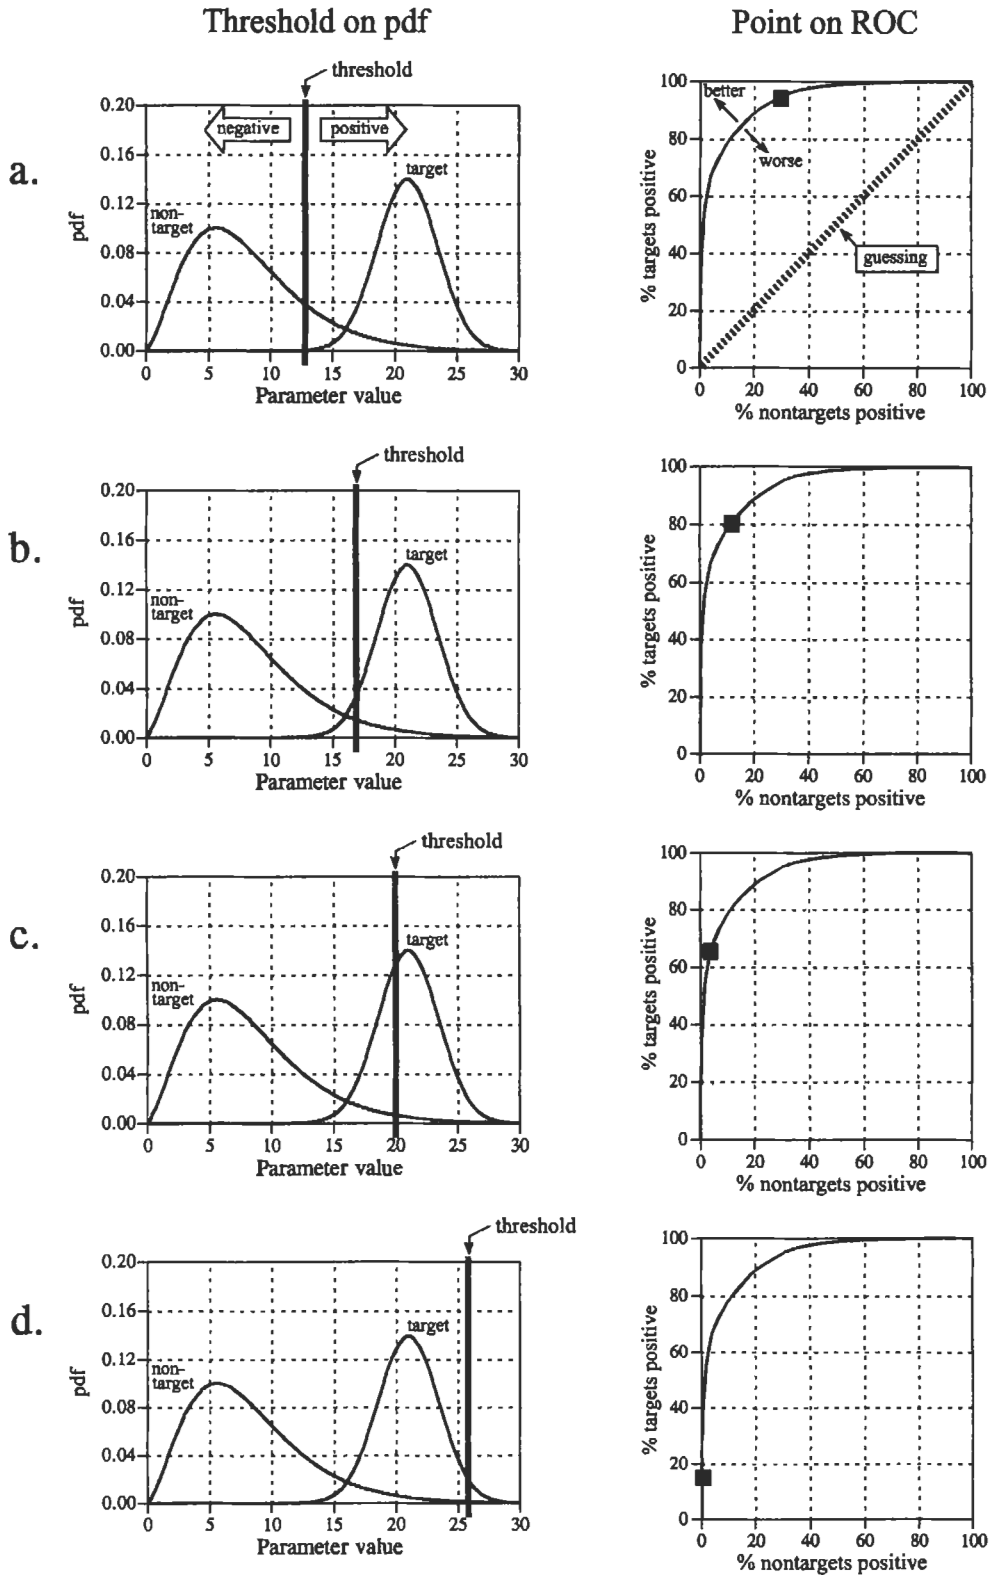 Threshold on pdf
Point on ROC
a.
threshold
0.20
0.16
0.12
0.08
0.04
0.00
pdf
negative
positive
non-
target
target
0 5 10 15 20 25 30
Parameter value
100
80
60
40
20
0
% targets positive
better
worse
guessing
0 20 40 60 80 100
% nontargets positive
b.
threshold
0.20
0.16
0.12
0.08
0.04
0.00
pdf
non-
target
target
0 5 10 15 20 25 30
Parameter value
100
80
60
40
20
0
% targets positive
0 20 40 60 80 100
% nontargets positive
c.
threshold
0.20
0.16
0.12
0.08
0.04
0.00
pdf
non-
target
target
0 5 10 15 20 25 30
Parameter value
100
80
60
40
20
0
% targets positive
0 20 40 60 80 100
% nontargets positive
d.
threshold
0.20
0.16
0.12
0.08
0.04
0.00
pdf
non-
target
target
0 5 10 15 20 25 30
Parameter value
100
80
60
40
20
0
% targets positive
0 20 40 60 80 100
% nontargets positive